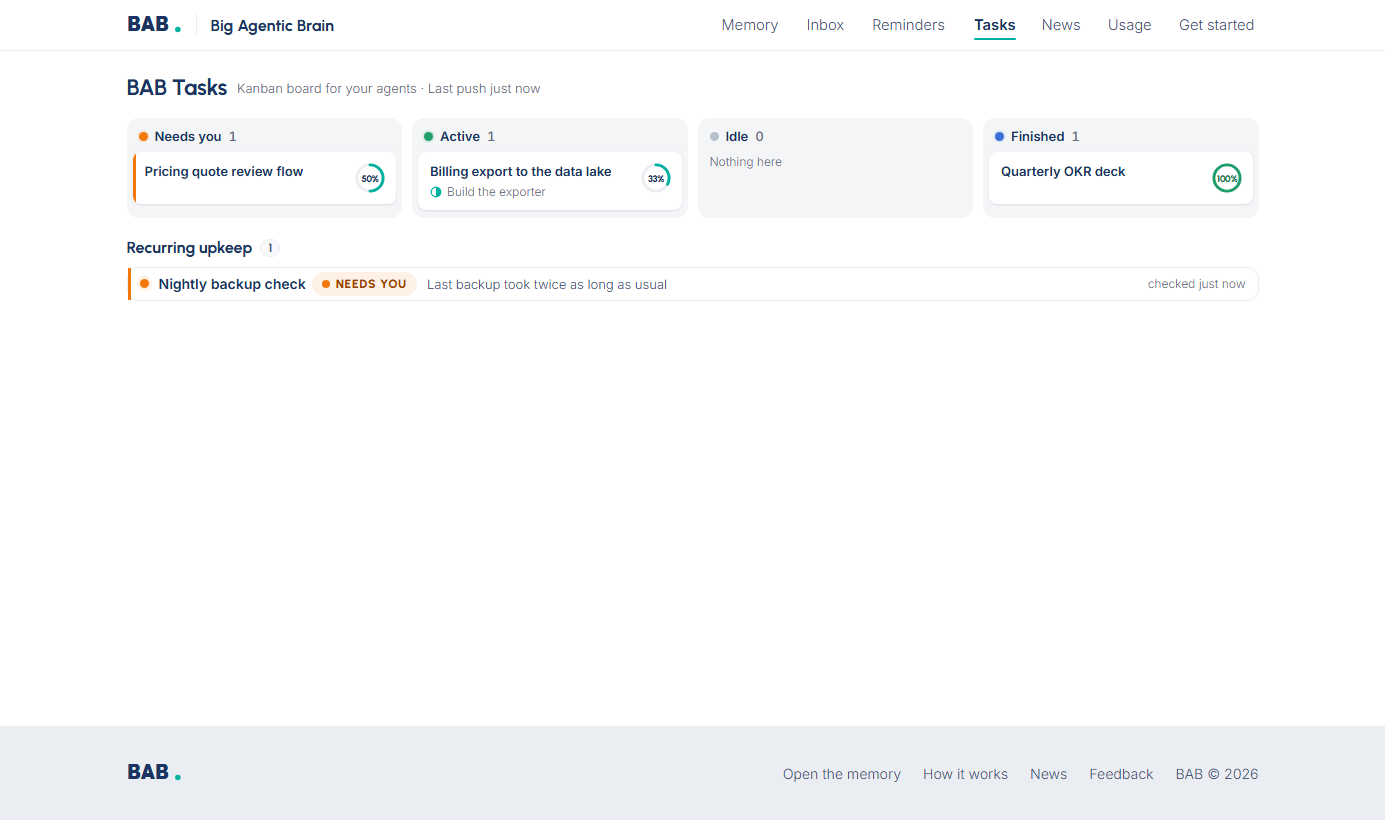 BAB. Big Agentic Brain Memory Inbox Reminders Tasks News Usage Get started
BAB Tasks Kanban board for your agents · Last push just now
Needs you 1
Pricing quote review flow 50%
Active 1
Billing export to the data lake 33%
Build the exporter
Idle 0
Nothing here
Finished 1
Quarterly OKR deck 100%
Recurring upkeep 1
Nightly backup check NEEDS YOU Last backup took twice as long as usual checked just now
BAB. Open the memory How it works News Feedback BAB © 2026